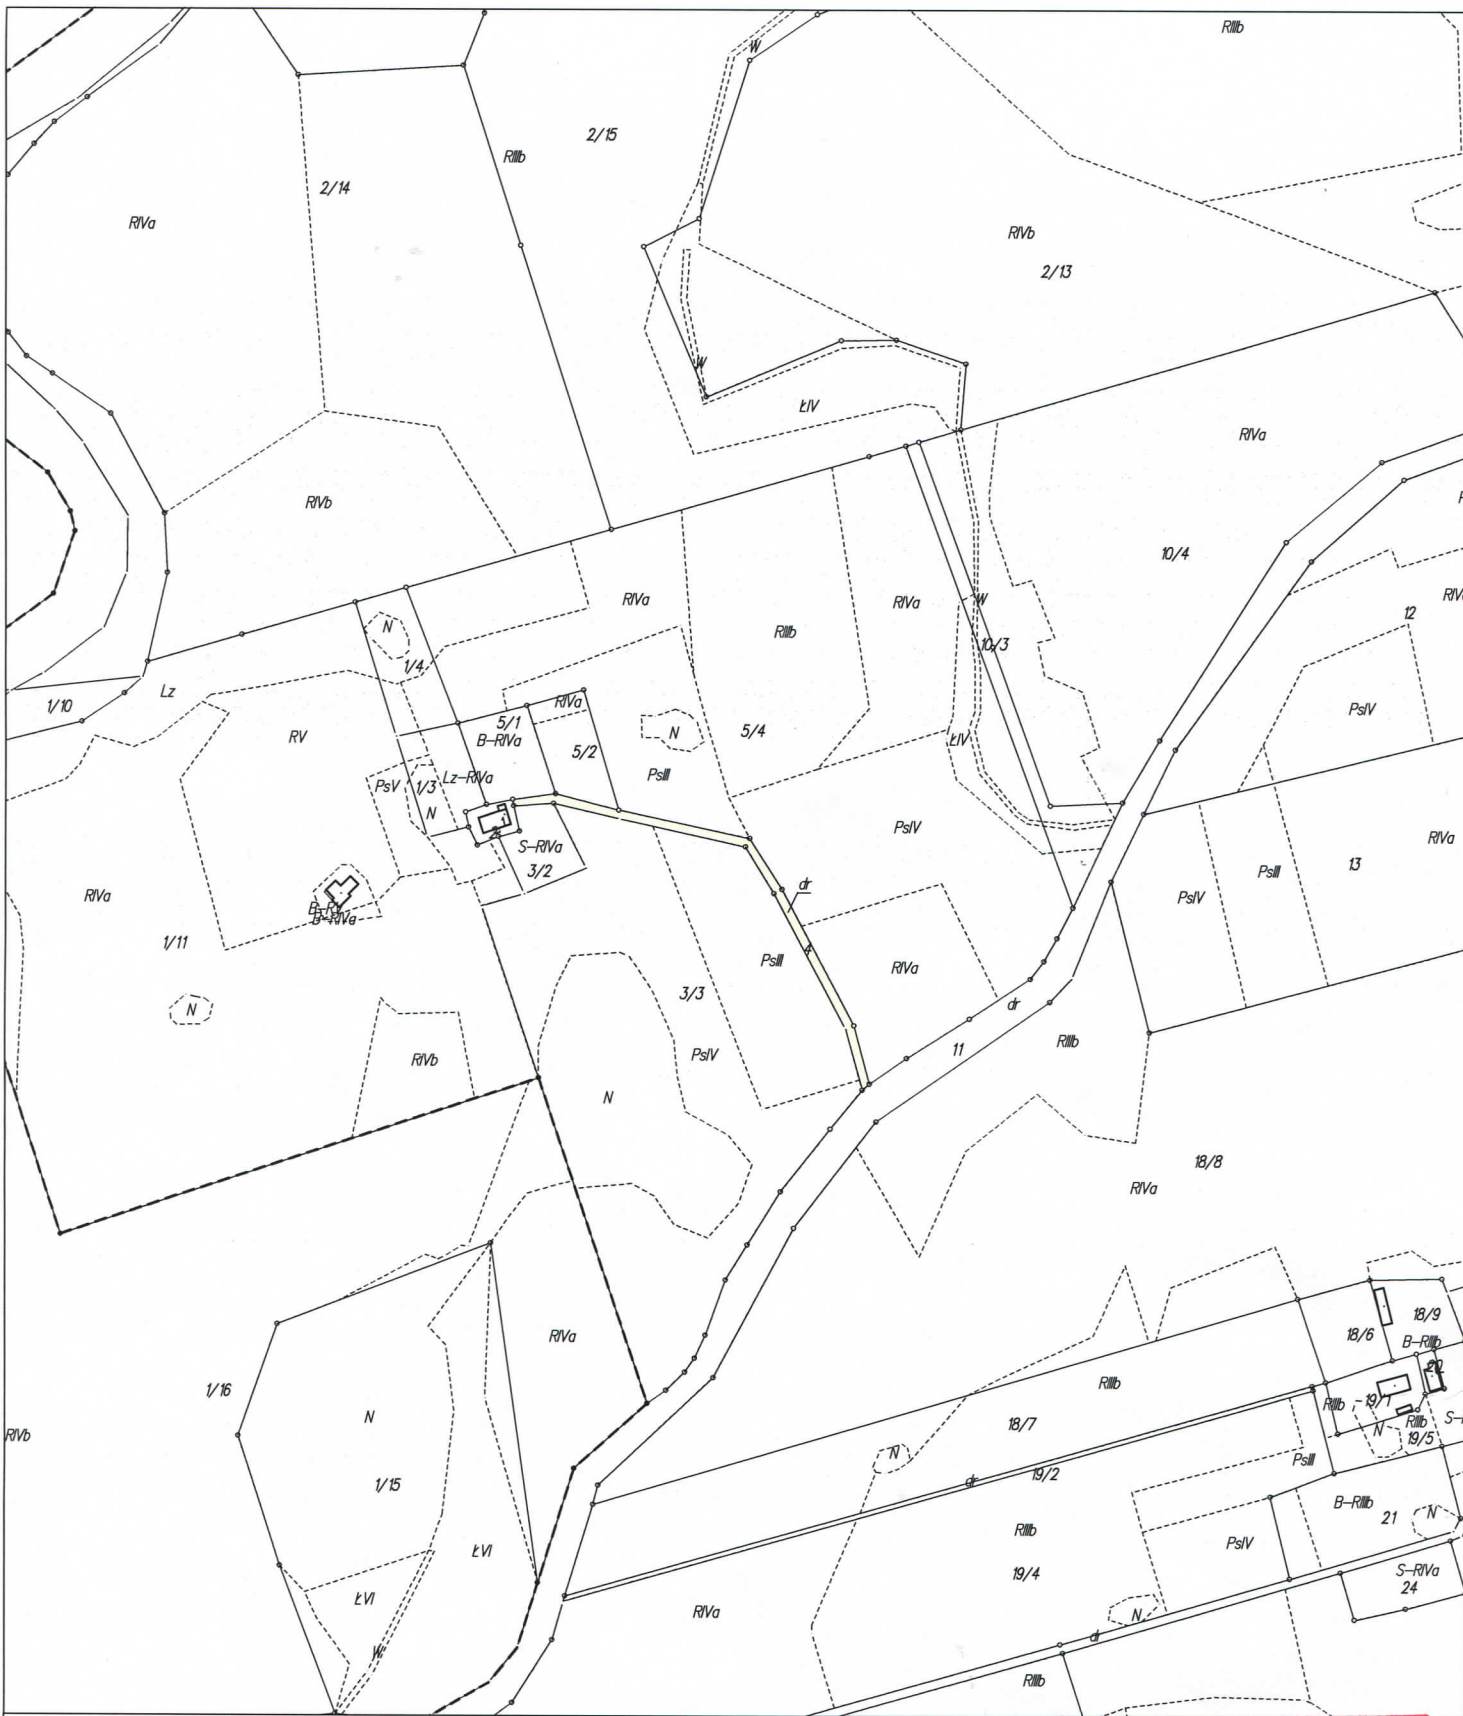 RIIIb
W
2/15
RIIIb
2/14
RIVa
RIVb
2/13
W
ŁIV
RIVa
RIVb
10/4
RIVa
RIVa
RIIIb
W
12
N
10/3
1/4
Lz
1/10
RIVa
PsIV
5/1
5/4
N
RV
B-RIVa
ŁIV
5/2
Lz-RIVa
PsIII
PsV
1/3
N
PsIV
RIVa
S-RIVa
3/2
13
PsIII
dr
RIVa
PsIV
B-RV
B-RIVa
1/11
4
PsIII
RIVa
3/3
N
dr
RIIIb
11
PsIV
RIVb
N
18/8
RIVa
18/9
RIVa
18/6
B-RIIIb
RIIIb
1/16
19/1
RIIIb
N
18/7
RIIIb
RIVb
N
19/5
N
PsIII
19/2
dr
1/15
B-RIIIb
N
21
RIIIb
PsIV
ŁVI
S-RIVa
19/4
24
ŁVI
RIVa
N
dr
W
RIIIb